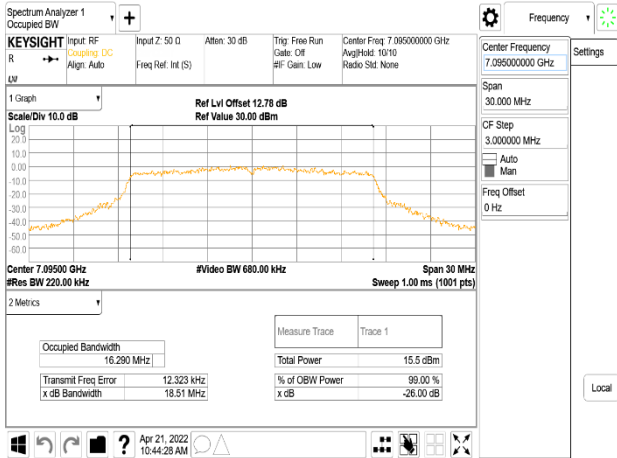 Spectrum Analyzer 1
Occupied BW
+
Frequency
KEYSIGHT
R
Input: RF
Coupling: DC
Align: Auto
Input Z: 50 Ω
Freq Ref: Int (S)
Atten: 30 dB
Trig: Free Run
Gate: Off
#IF Gain: Low
Center Freq: 7.095000000 GHz
Avg|Hold: 10/10
Radio Std: None
Center Frequency
7.095000000 GHz
Settings
Span
30.000 MHz
CF Step
3.000000 MHz
Auto
Man
Freq Offset
0 Hz
Local
1 Graph
Scale/Div 10.0 dB
Ref Lvl Offset 12.78 dB
Ref Value 30.00 dBm
Log
20.0
10.0
0.00
-10.0
-20.0
-30.0
-40.0
-50.0
-60.0
Center 7.09500 GHz
#Res BW 220.00 kHz
#Video BW 680.00 kHz
Span 30 MHz
Sweep 1.00 ms (1001 pts)
2 Metrics
Measure Trace
Trace 1
Occupied Bandwidth
16.290 MHz
Total Power
15.5 dBm
Transmit Freq Error
12.323 kHz
% of OBW Power
99.00 %
x dB Bandwidth
18.51 MHz
x dB
-26.00 dB
?
Apr 21, 2022
10:44:28 AM